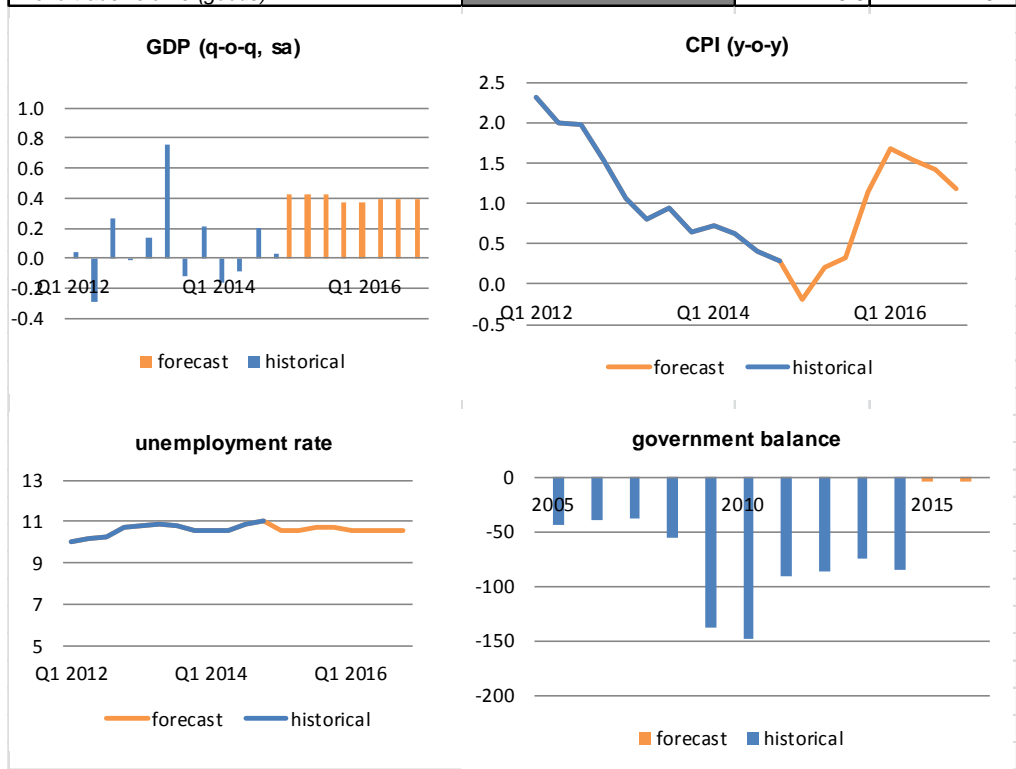 GDP (q-o-q, sa)
1.0
0.8
0.6
0.4
0.2
0.0
-0.2
-0.4
Q1 2012
Q1 2014
Q1 2016
forecast
historical
CPI (y-o-y)
2.5
2.0
1.5
1.0
0.5
0.0
-0.5
Q1 2012
Q1 2014
Q1 2016
forecast
historical
unemployment rate
13
11
9
7
5
Q1 2012
Q1 2014
Q1 2016
forecast
historical
government balance
0
-50
-100
-150
-200
2005
2010
2015
forecast
historical